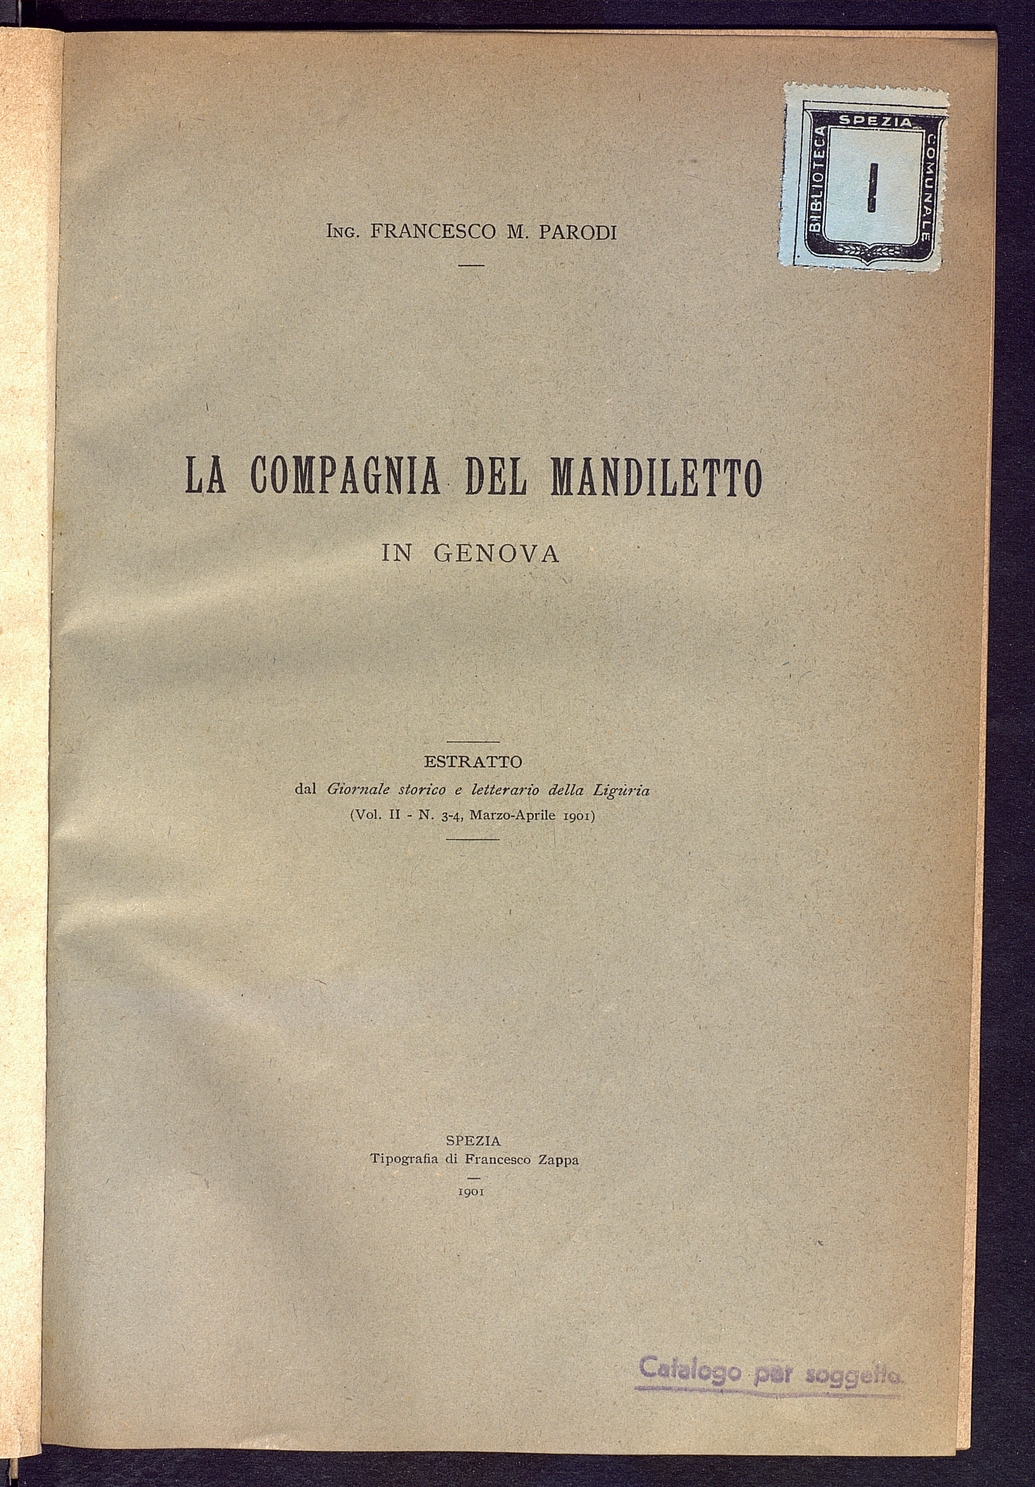 BIBLIOTECA SPEZIA COMUNALE
I
ING. FRANCESCO M. PARODI
LA COMPAGNIA DEL MANDILETTO
IN GENOVA
ESTRATTO
dal Giornale storico e letterario della Liguria
(Vol. II - N. 3-4, Marzo-Aprile 1901)
SPEZIA
Tipografia di Francesco Zappa
1901
Catalogo per soggetto